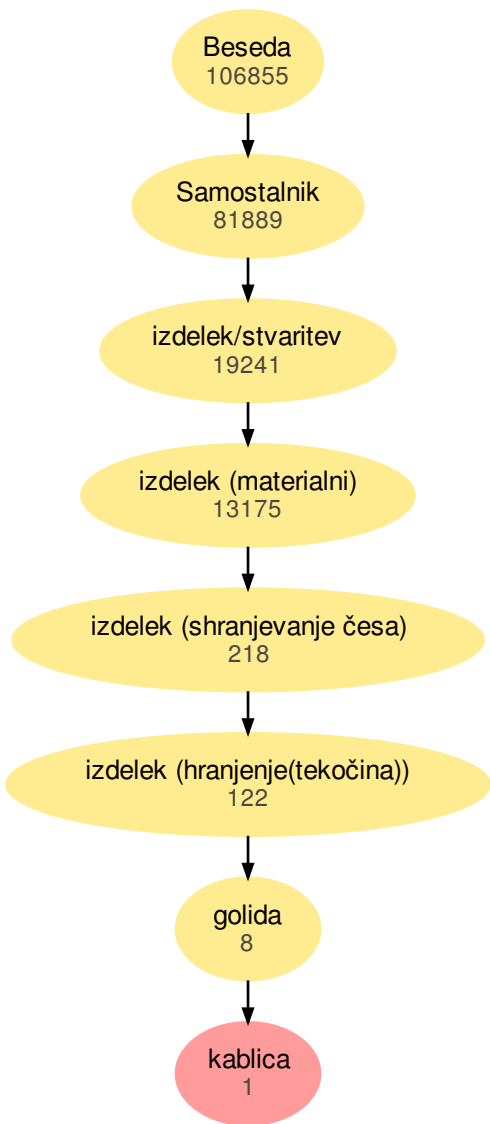 Beseda
106855
Samostalnik
81889
izdelek/stvaritev
19241
izdelek (materialni)
13175
izdelek (shranjevanje česa)
218
izdelek (hranjenje(tekočina))
122
golida
8
kablica
1